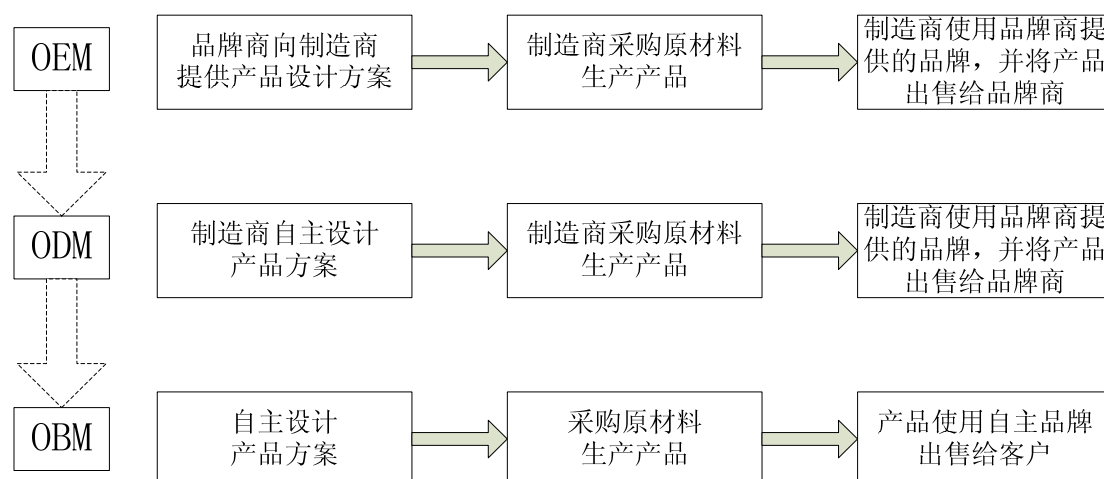 OEM
品牌商向制造商
提供产品设计方案
制造商采购原材料
生产产品
制造商使用品牌商提
供的品牌，并将产品
出售给品牌商
ODM
制造商自主设计
产品方案
制造商采购原材料
生产产品
制造商使用品牌商提
供的品牌，并将产品
出售给品牌商
OBM
自主设计
产品方案
采购原材料
生产产品
产品使用自主品牌
出售给客户